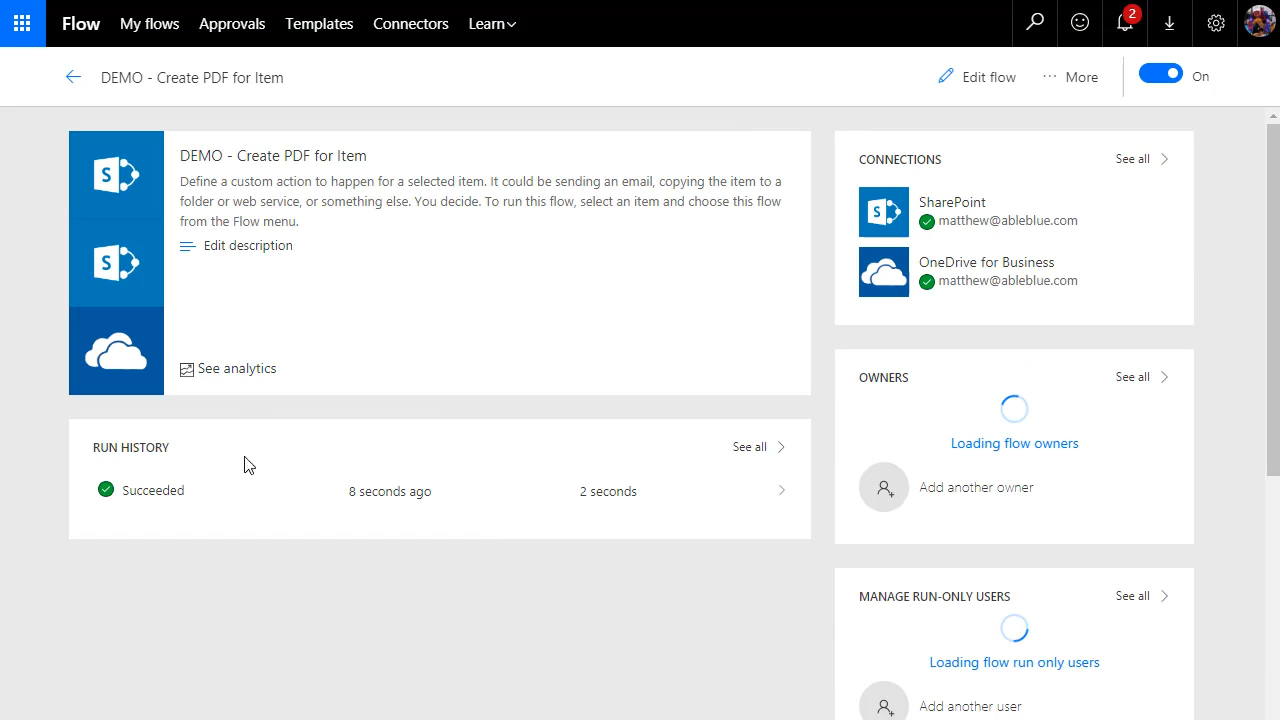 Flow
My flows
Approvals
Templates
Connectors
Learn
2
DEMO - Create PDF for Item
Edit flow
More
On
DEMO - Create PDF for Item
Define a custom action to happen for a selected item. It could be sending an email, copying the item to a
folder or web service, or something else. You decide. To run this flow, select an item and choose this flow
from the Flow menu.
Edit description
See analytics
RUN HISTORY
See all
Succeeded
8 seconds ago
2 seconds
CONNECTIONS
See all
SharePoint
matthew@ableblue.com
OneDrive for Business
matthew@ableblue.com
OWNERS
See all
Loading flow owners
Add another owner
MANAGE RUN-ONLY USERS
See all
Loading flow run only users
Add another user